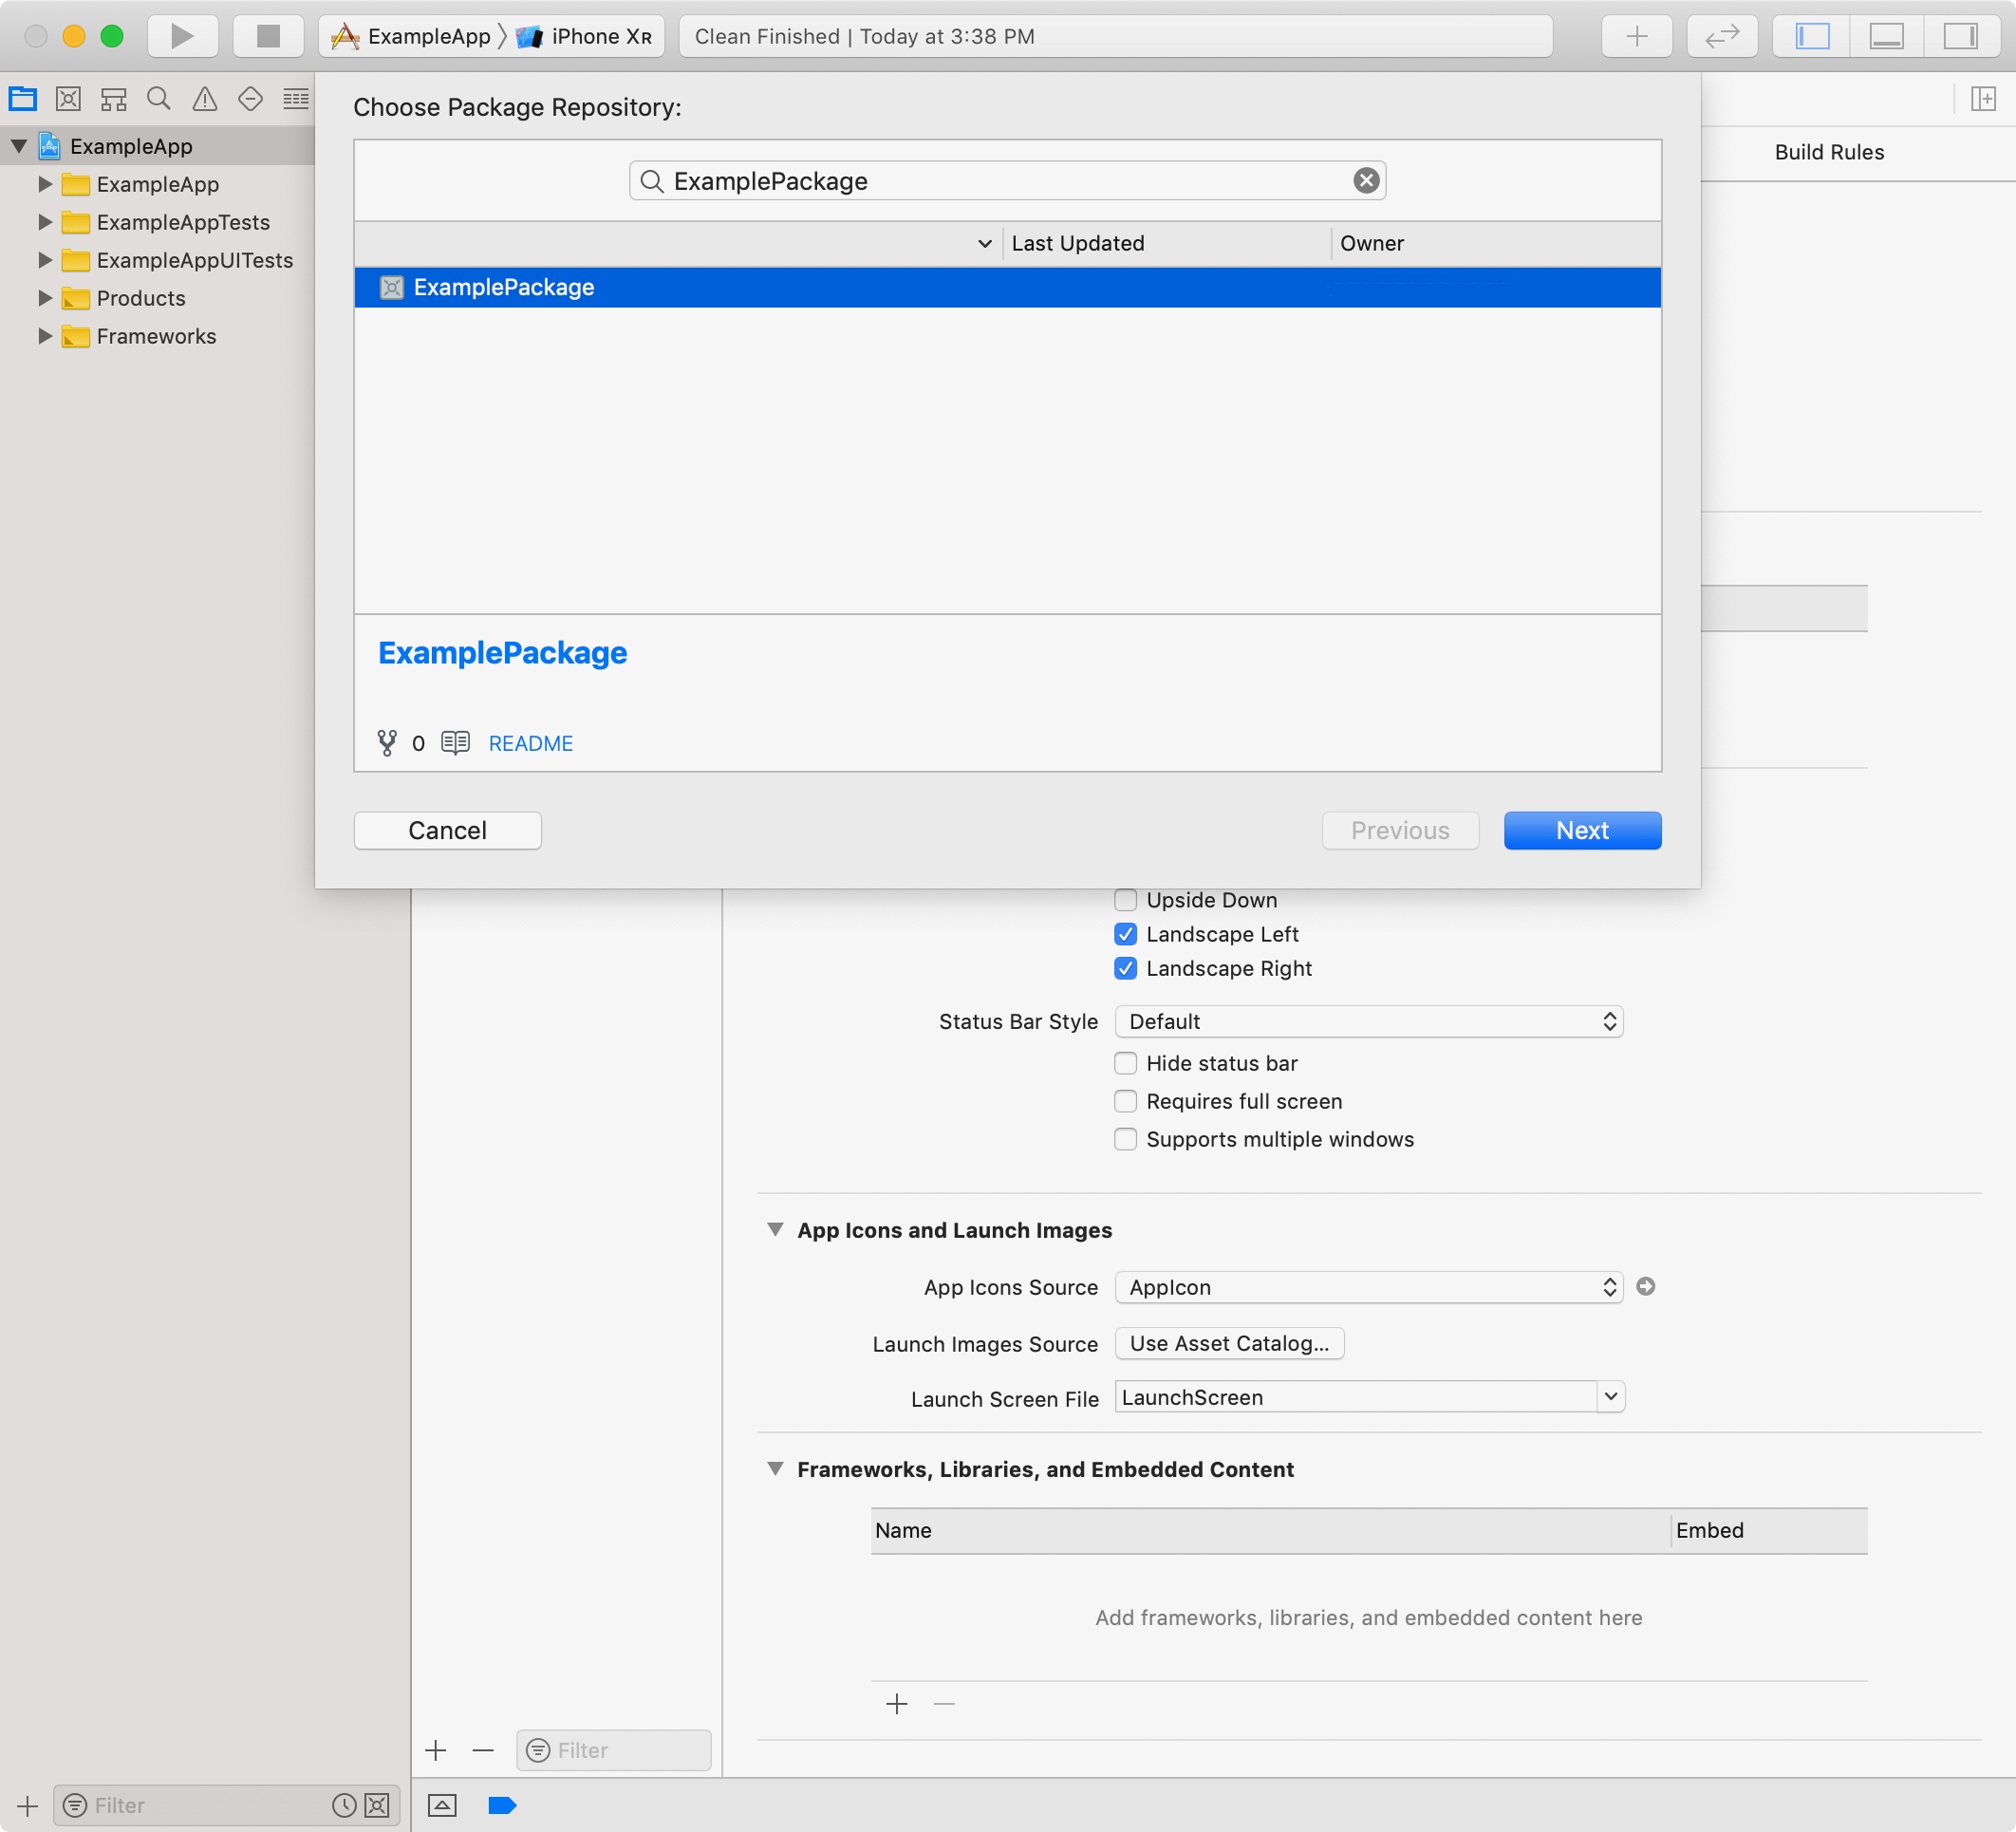 ExampleApp
iPhone XR
Clean Finished | Today at 3:38 PM
ExampleApp
ExampleApp
ExampleAppTests
ExampleAppUITests
Products
Frameworks
Choose Package Repository:
ExamplePackage
Last Updated
Owner
ExamplePackage
ExamplePackage
0
README
Cancel
Previous
Next
Build Rules
Upside Down
Landscape Left
Landscape Right
Status Bar Style
Default
Hide status bar
Requires full screen
Supports multiple windows
App Icons and Launch Images
App Icons Source
AppIcon
Launch Images Source
Use Asset Catalog...
Launch Screen File
LaunchScreen
Frameworks, Libraries, and Embedded Content
Name
Embed
Add frameworks, libraries, and embedded content here
Filter
Filter